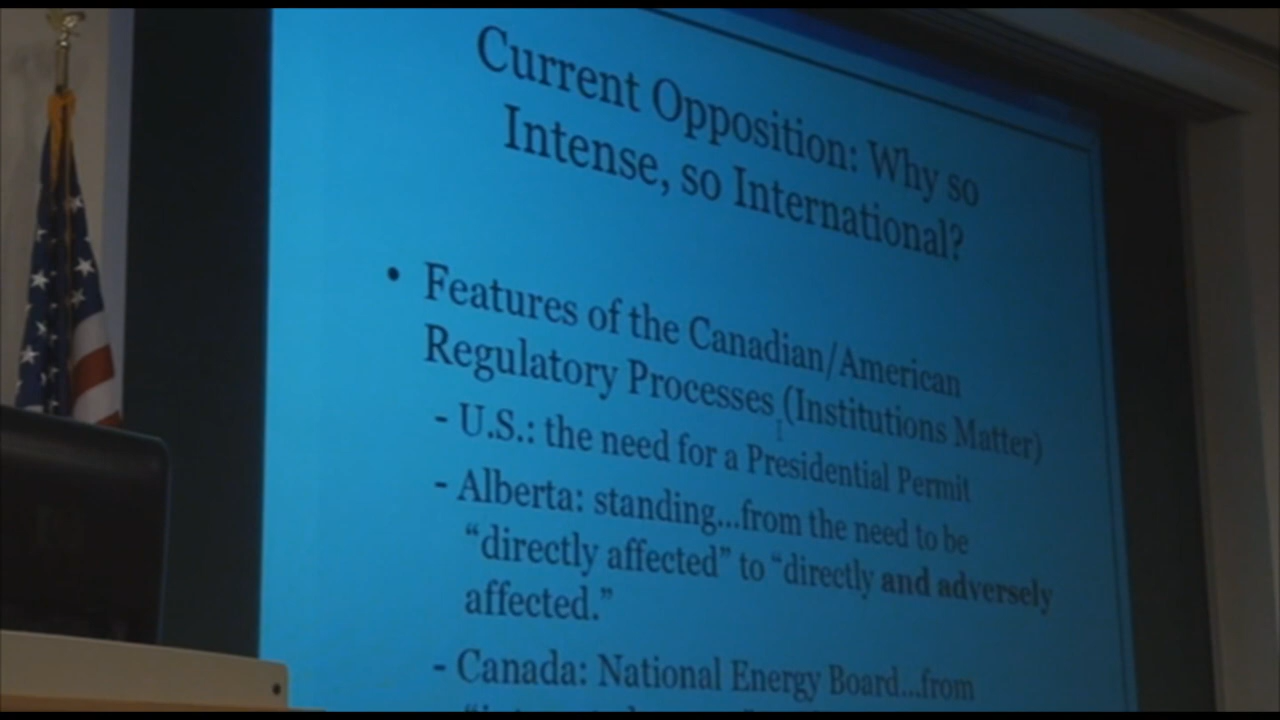 Current Opposition: Why so
Intense, so International?
• Features of the Canadian/American
Regulatory Processes (Institutions Matter)
- U.S.: the need for a Presidential Permit
- Alberta: standing...from the need to be
“directly affected” to “directly and adversely
affected.”
- Canada: National Energy Board...from